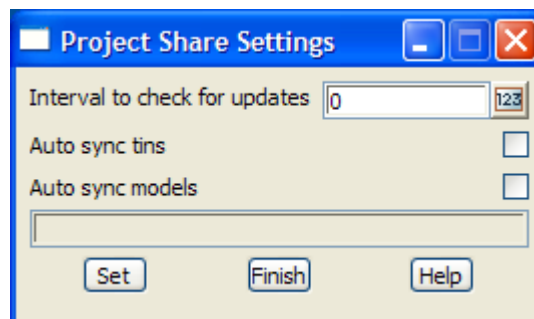 Project Share Settings
Interval to check for updates 0 123
Auto sync tins
Auto sync models
Set Finish Help